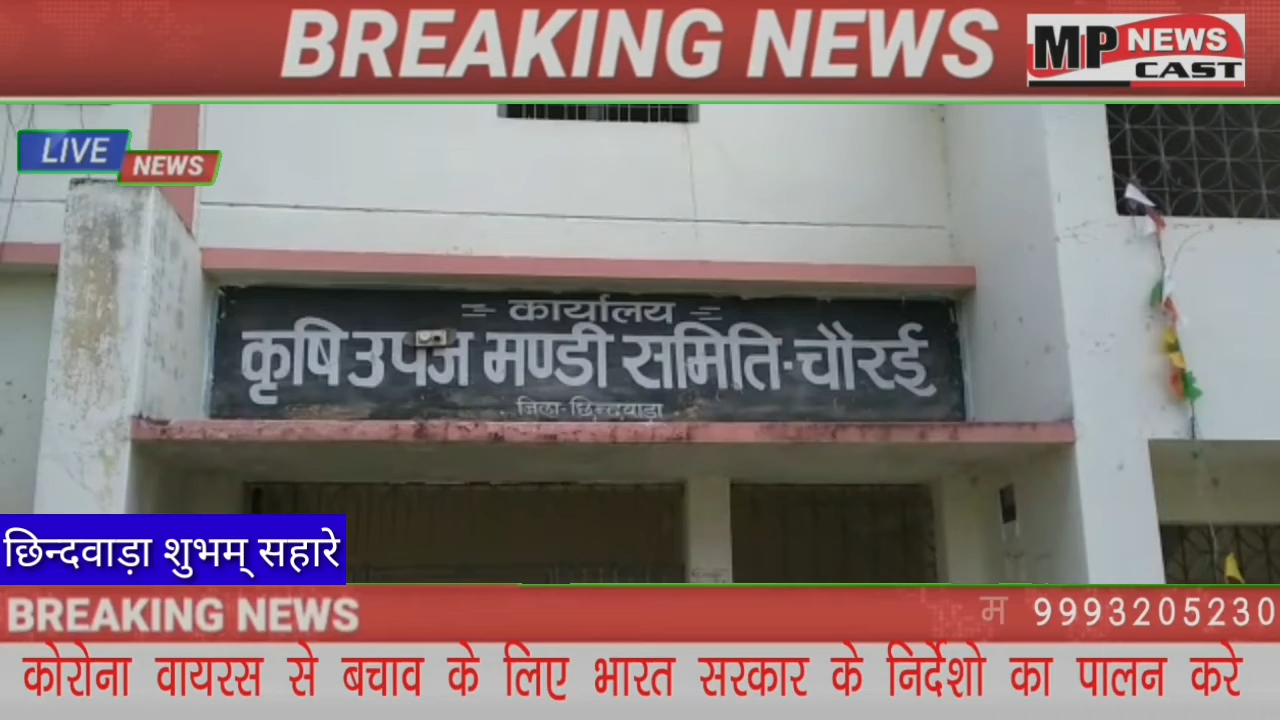 BREAKING NEWS
MP NEWS CAST
LIVE NEWS
कार्यालय
कृषि उपज मण्डी समिति-चौरई
जिला-छिन्दवाड़ा
छिन्दवाड़ा शुभम् सहारे
BREAKING NEWS
म 9993205230
कोरोना वायरस से बचाव के लिए भारत सरकार के निर्देशो का पालन करे